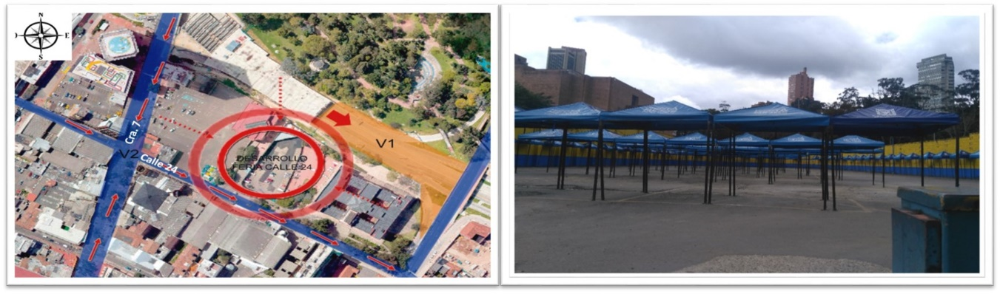 N
E
S
V1
Cra. 7
V2
Calle 24
DESARROLLO
FERIA CALLE 24